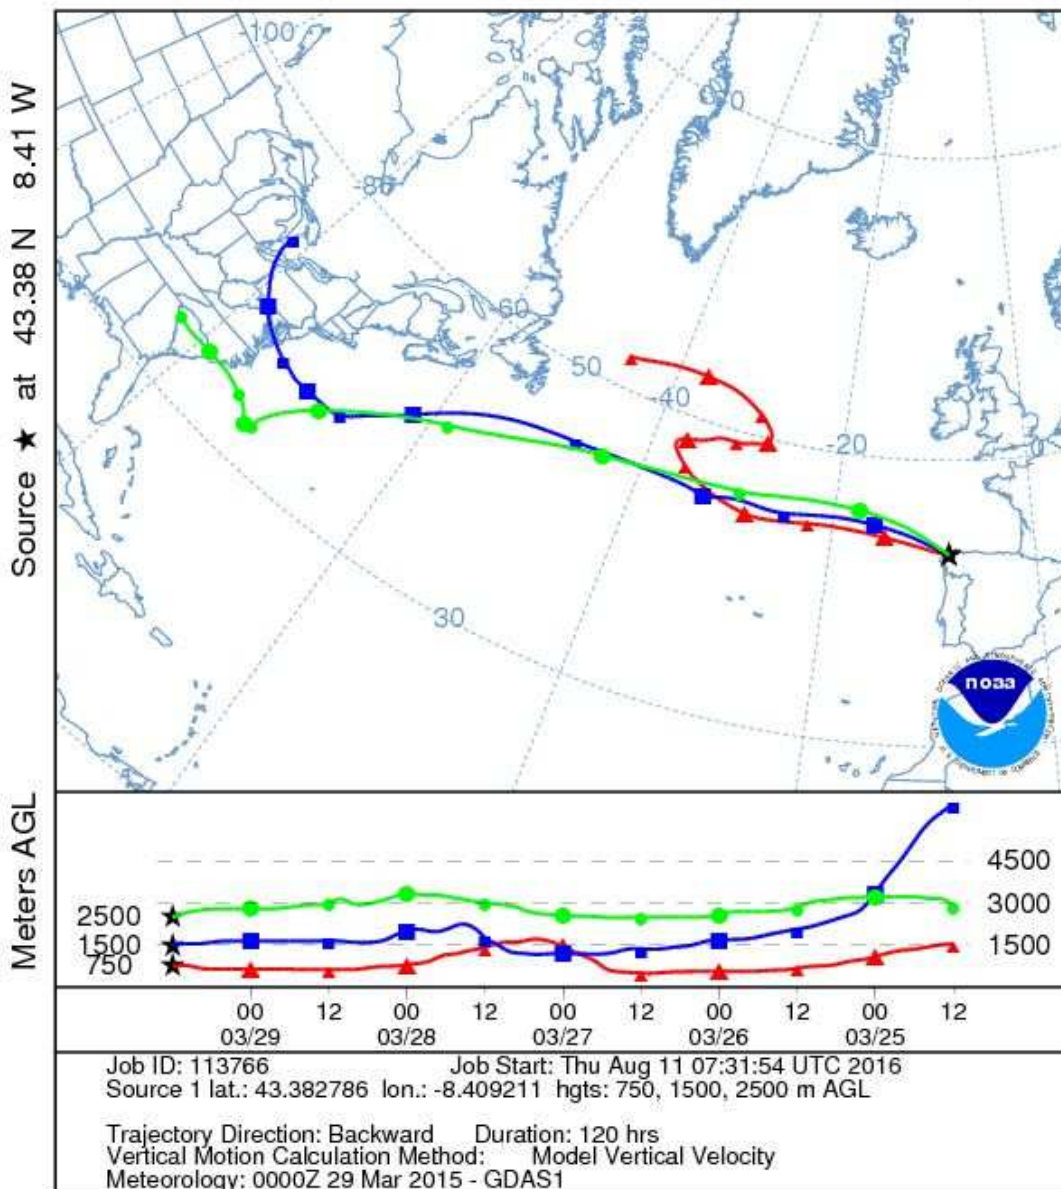 Source ★ at 43.38 N 8.41 W
-100
-80
-60
50
-40
-20
0
30
noaa
Meters AGL
4500
3000
1500
2500
1500
750
00 12 00 12 00 12 00 12 00 12
03/29 03/28 03/27 03/26 03/25
Job ID: 113766 Job Start: Thu Aug 11 07:31:54 UTC 2016
Source 1 lat.: 43.382786 lon.: -8.409211 hgts: 750, 1500, 2500 m AGL
Trajectory Direction: Backward Duration: 120 hrs
Vertical Motion Calculation Method: Model Vertical Velocity
Meteorology: 0000Z 29 Mar 2015 - GDAS1